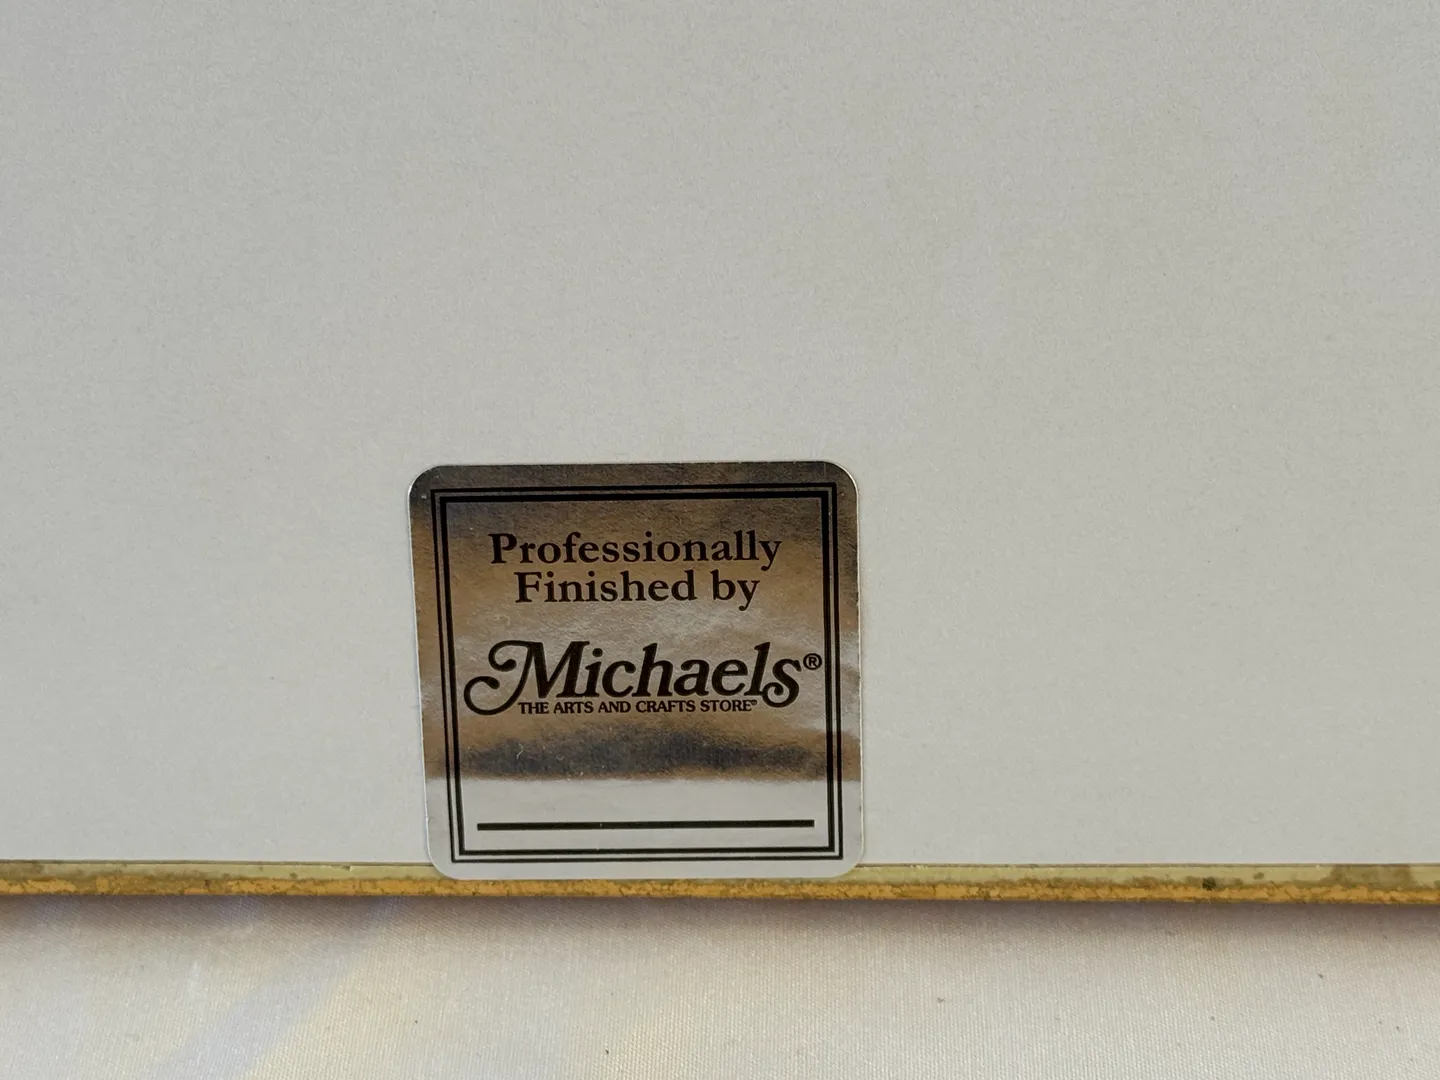 Professionally
Finished by
Michaels®
THE ARTS AND CRAFTS STORE®